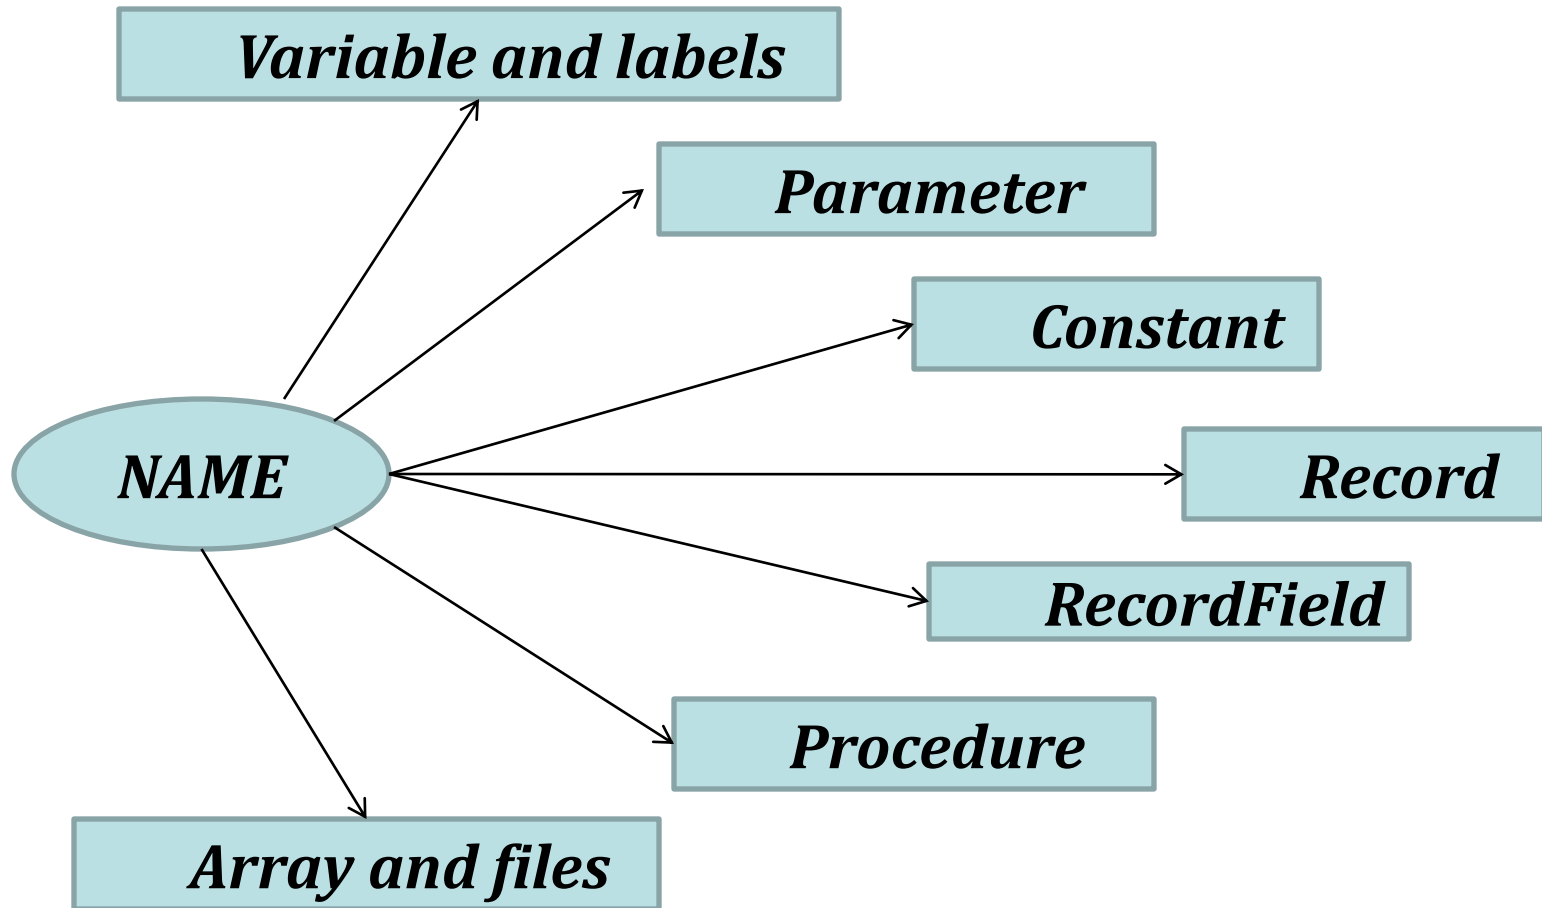 Variable and labels
Parameter
Constant
NAME
Record
RecordField
Procedure
Array and files